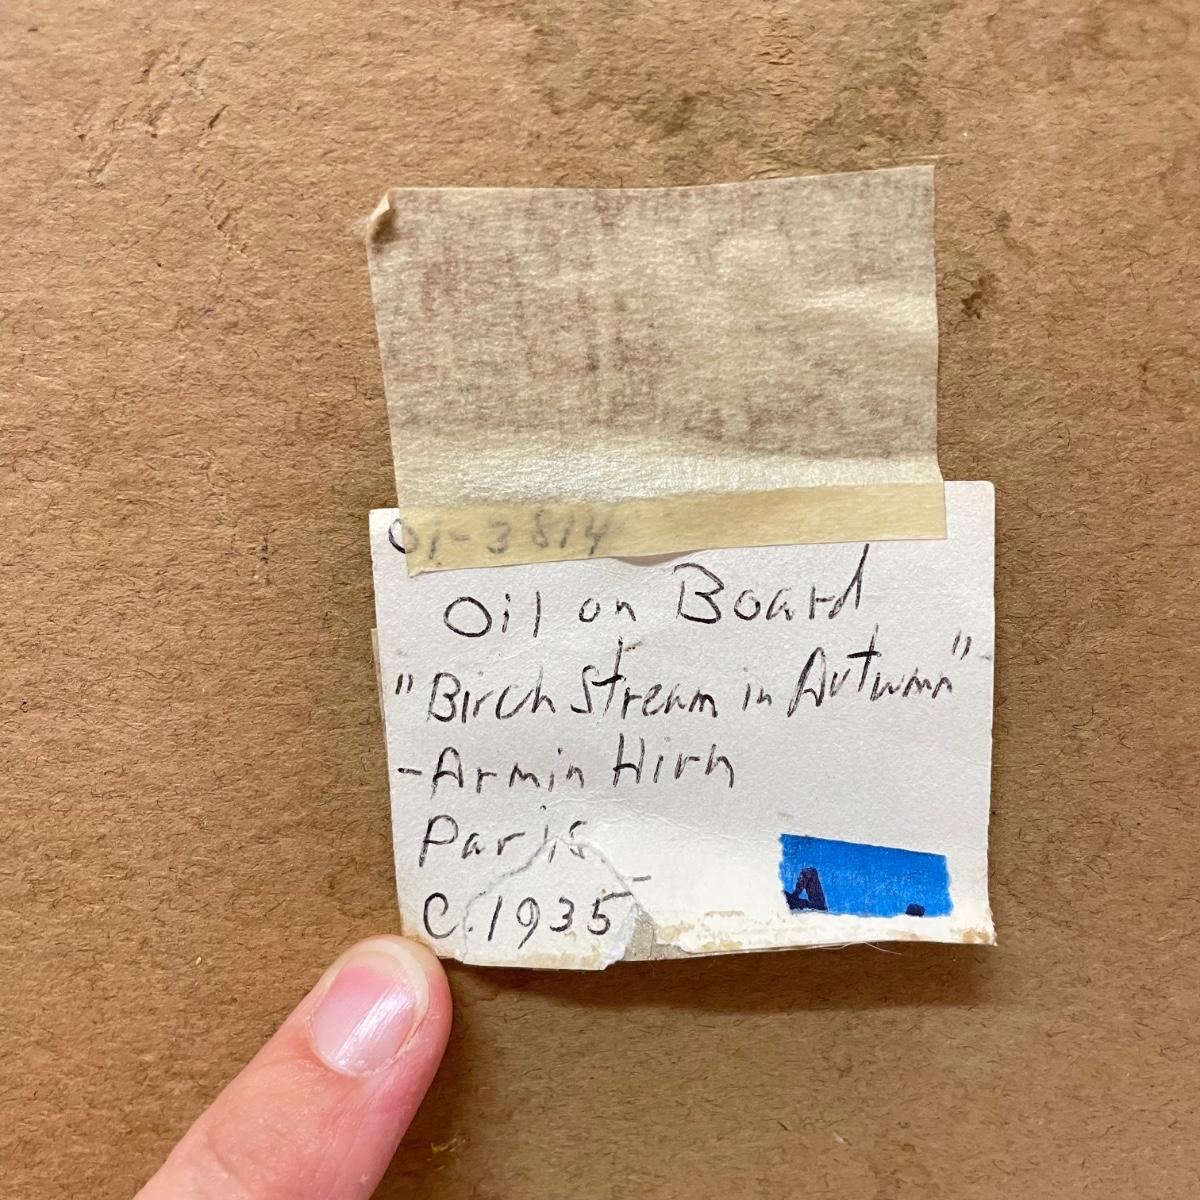 01-3814
Oil on Board
"Birch Stream in Autumn"
-Armin Hirn
Paris
C.1935